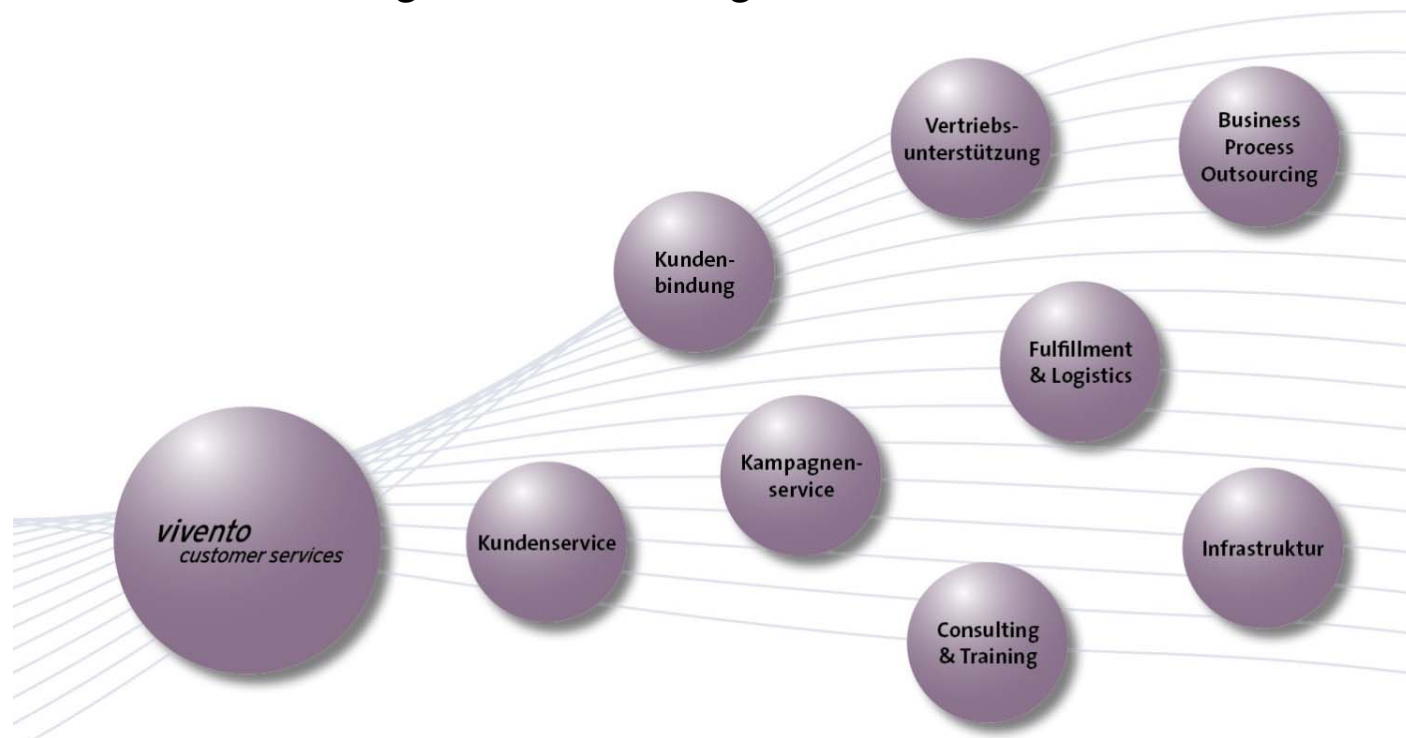 vivento
customer services
Kunden-
bindung
Vertriebs-
unterstützung
Business
Process
Outsourcing
Fulfillment
& Logistics
Kampagnen-
service
Kundenservice
Infrastruktur
Consulting
& Training